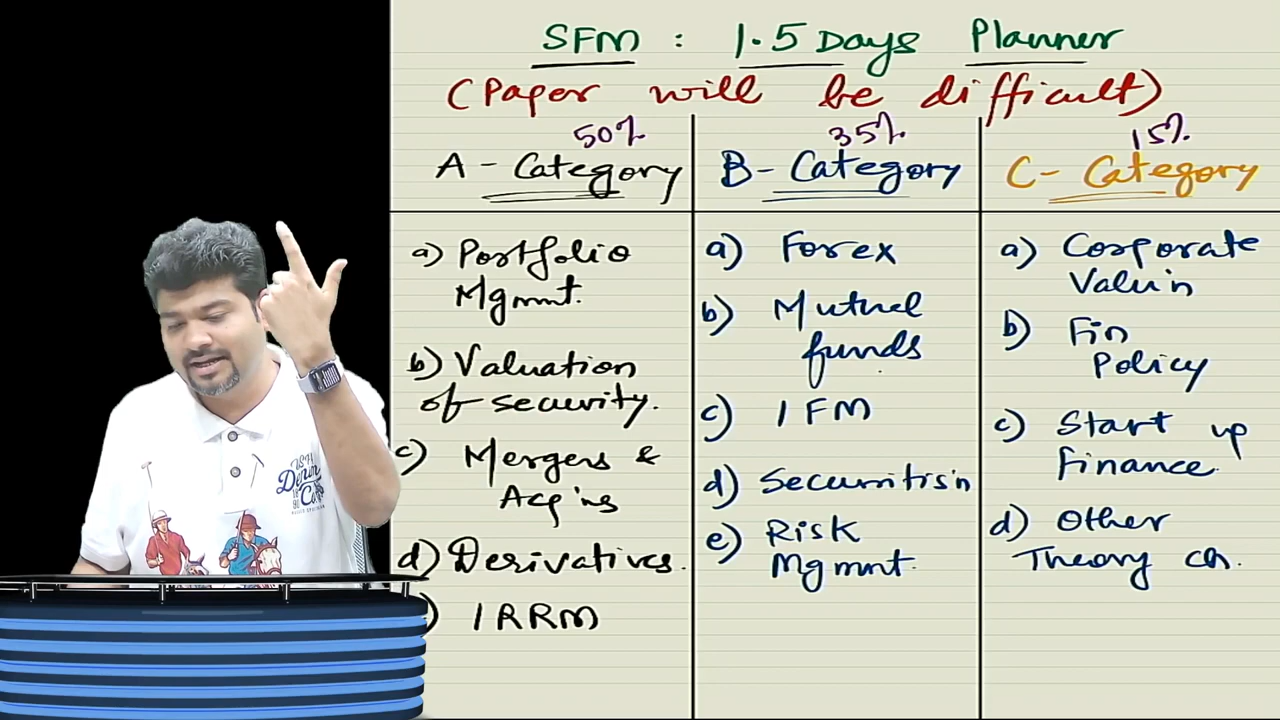 SFM : 1.5 Days Planner
(Paper will be difficult)
50%
A - Category
a) Portfolio
Mgmnt.
b) Valuation
of security.
c) Mergers &
Acq'ns
d) Derivatives.
) IRRM
35%
B - Category
a) Forex
b) Mutual
funds
c) IFM
d) Securitis'n
e) Risk
Mgmnt.
15%
C - Category
a) Corporate
Valu'n
b) Fin
Policy
c) Start up
Finance.
d) Other
Theory ch.